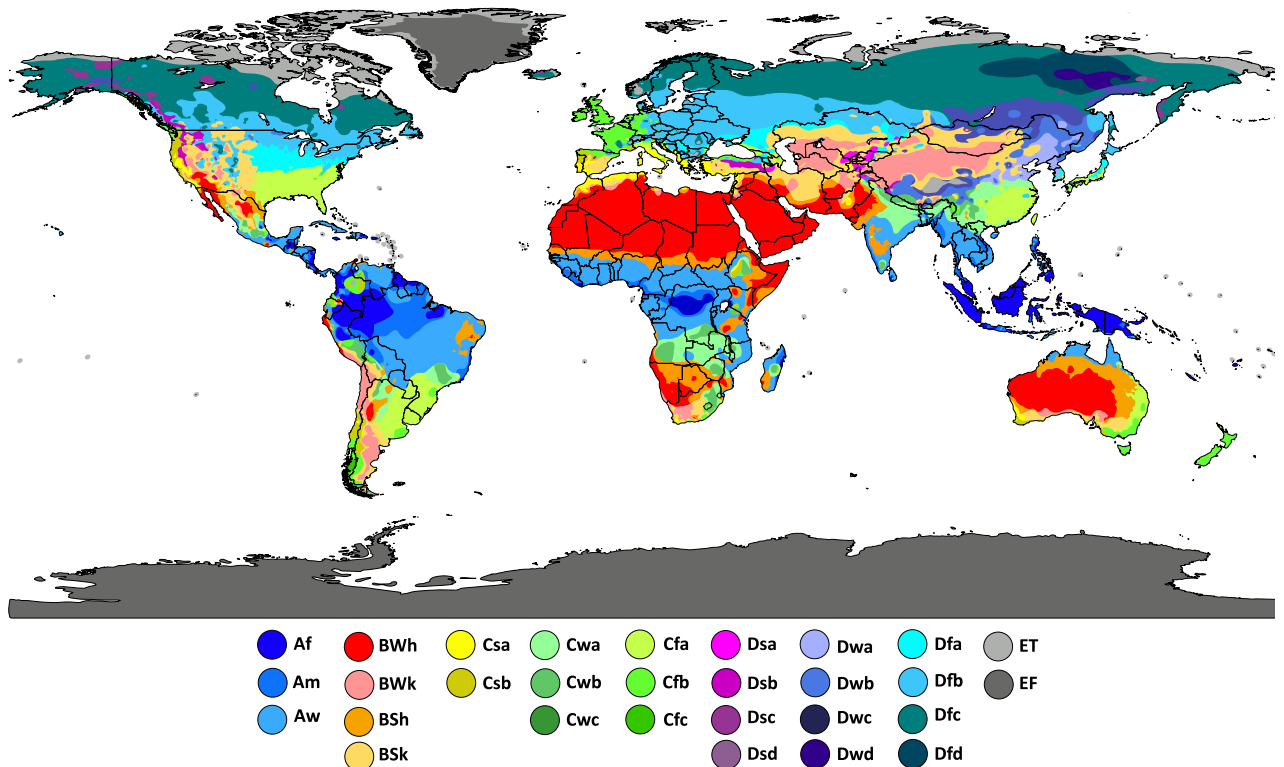 Af BWh Csa Cwa Cfa Dsa Dwa Dfa ET
Am BWk Csb Cwb Cfb Dsb Dwb Dfb EF
Aw BSh Cwc Cfc Dsc Dwc Dfc
BSk Dsd Dwd Dfd